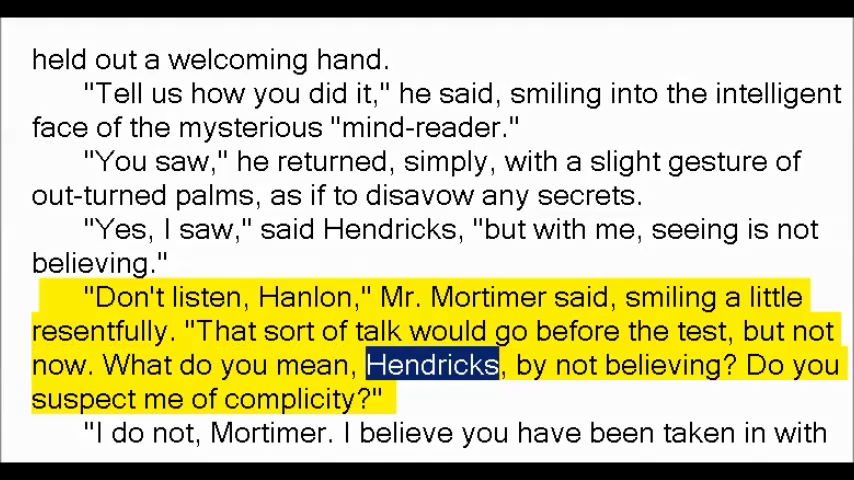 held out a welcoming hand.
"Tell us how you did it," he said, smiling into the intelligent
face of the mysterious "mind-reader."
"You saw," he returned, simply, with a slight gesture of
out-turned palms, as if to disavow any secrets.
"Yes, I saw," said Hendricks, "but with me, seeing is not
believing."
"Don't listen, Hanlon," Mr. Mortimer said, smiling a little
resentfully. "That sort of talk would go before the test, but not
now. What do you mean, Hendricks, by not believing? Do you
suspect me of complicity?"
"I do not, Mortimer. I believe you have been taken in with